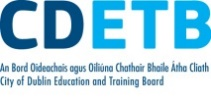 CDETB
An Bord Oideachais agus Oiliúna Chathair Bhaile Átha Cliath
City of Dublin Education and Training Board